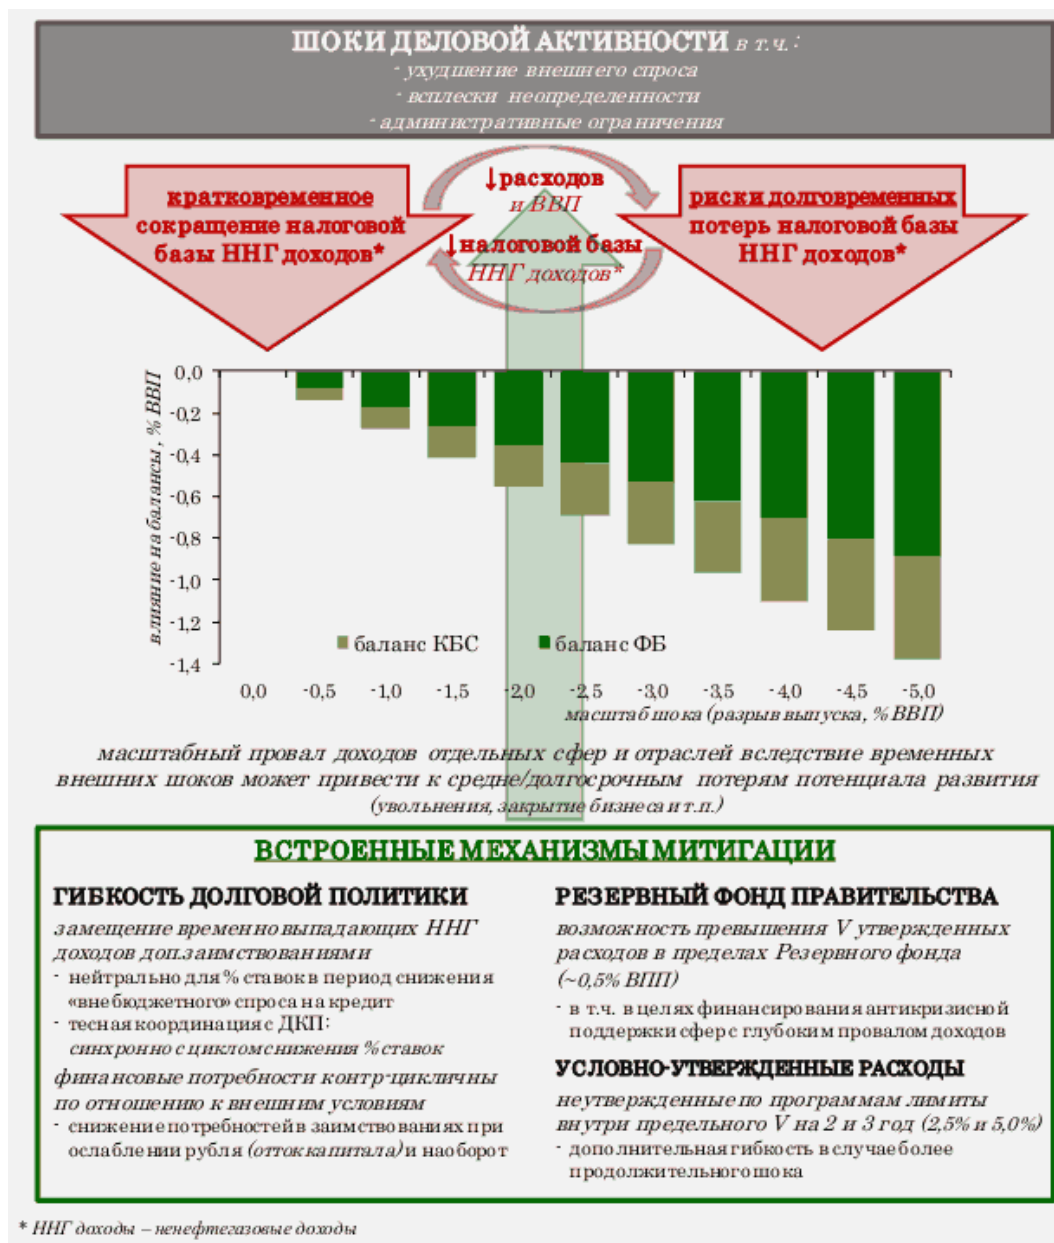 ШОКИ ДЕЛОВОЙ АКТИВНОСТИ в т.ч.:
- ухудшение внешнего спроса
- всплески неопределенности
- административные ограничения
кратковременное
сокращение налоговой
базы ННГ доходов*
↓расходов
и ВВП
↓налоговой базы
ННГ доходов*
риски долговременных
потерь налоговой базы
ННГ доходов*
влияние на балансы, % ВВП
0,0
-0,2
-0,4
-0,6
-0,8
-1,0
-1,2
-1,4
баланс КБС
баланс ФБ
0,0 -0,5 -1,0 -1,5 -2,0 -2,5 -3,0 -3,5 -4,0 -4,5 -5,0
масштаб шока (разрыв выпуска, % ВВП)
масштабный провал доходов отдельных сфер и отраслей вследствие временных
внешних шоков может привести к средне/долгосрочным потерям потенциала развития
(увольнения, закрытие бизнеса и т.п.)
ВСТРОЕННЫЕ МЕХАНИЗМЫ МИТИГАЦИИ
ГИБКОСТЬ ДОЛГОВОЙ ПОЛИТИКИ
замещение временно выпадающих ННГ
доходов доп.заимствованиями
- нейтрально для % ставок в период снижения
«внебюджетного» спроса на кредит
- тесная координация с ДКП:
синхронно с циклом снижения % ставок
финансовые потребности контр-цикличны
по отношению к внешним условиям
- снижение потребностей в заимствованиях при
ослаблении рубля (отток капитала) и наоборот
РЕЗЕРВНЫЙ ФОНД ПРАВИТЕЛЬСТВА
возможность превышения V утвержденных
расходов в пределах Резервного фонда
(~0,5% ВПП)
- в т.ч. в целях финансирования антикризисной
поддержки сфер с глубоким провалом доходов
УСЛОВНО-УТВЕРЖДЕННЫЕ РАСХОДЫ
неутвержденные по программам лимиты
внутри предельного V на 2 и 3 год (2,5% и 5,0%)
- дополнительная гибкость в случае более
продолжительного шока
* ННГ доходы – ненефтегазовые доходы